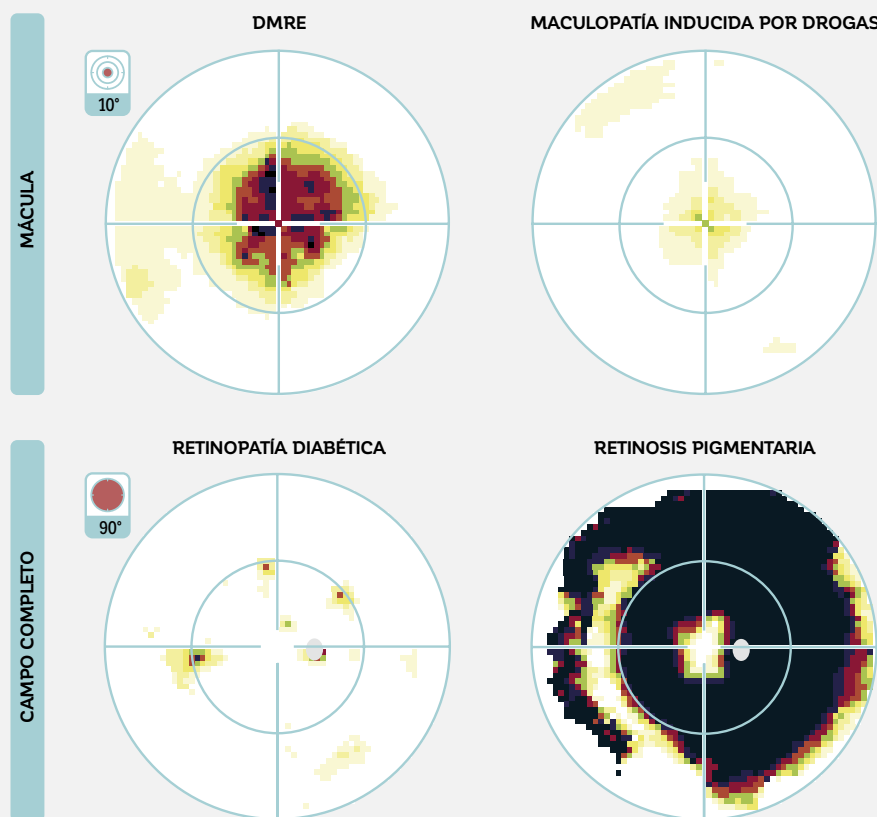 DMRE
MACULOPATÍA INDUCIDA POR DROGAS
10°
MÁCULA
RETINOPATÍA DIABÉTICA
RETINOSIS PIGMENTARIA
90°
CAMPO COMPLETO